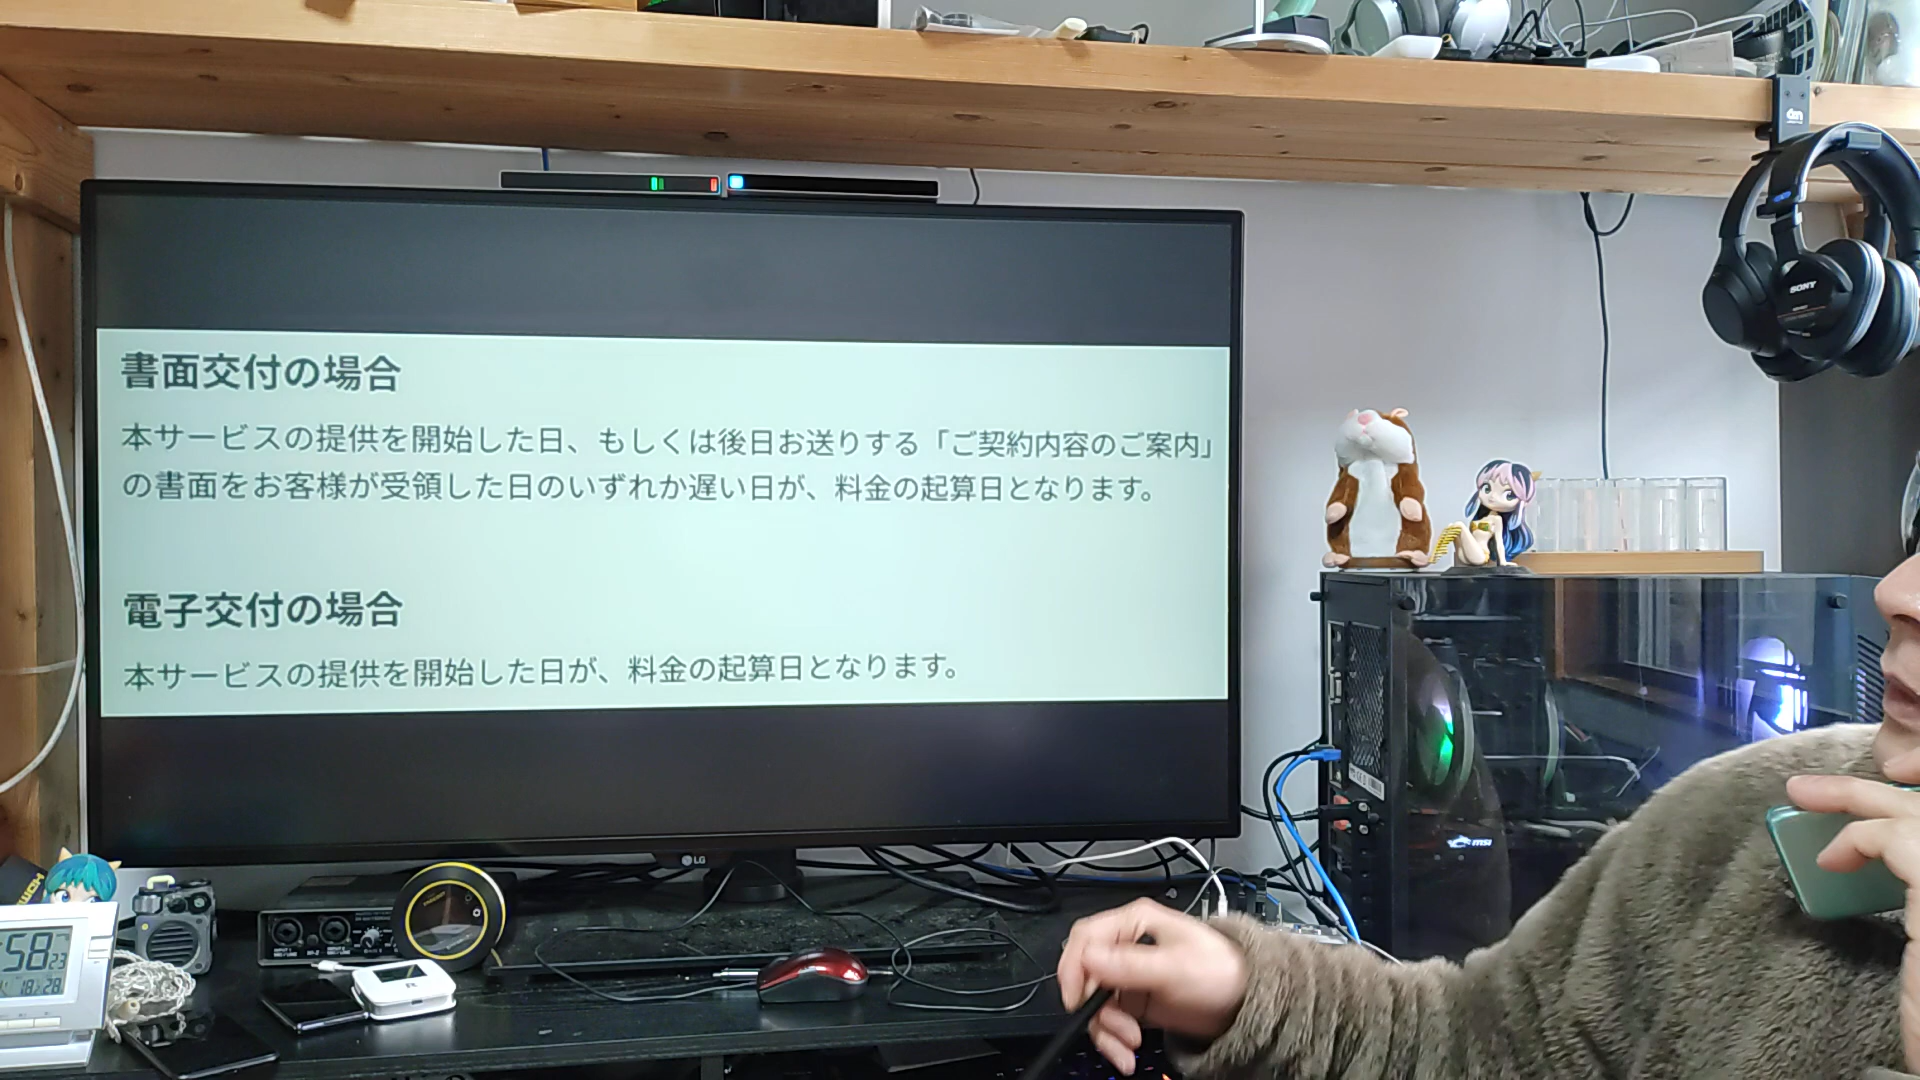 書面交付の場合
本サービスの提供を開始した日、もしくは後日お送りする「ご契約内容のご案内」
の書面をお客様が受領した日のいずれか遅い日が、料金の起算日となります。
電子交付の場合
本サービスの提供を開始した日が、料金の起算日となります。
SONY
msi
LG
58 23
18 28
R